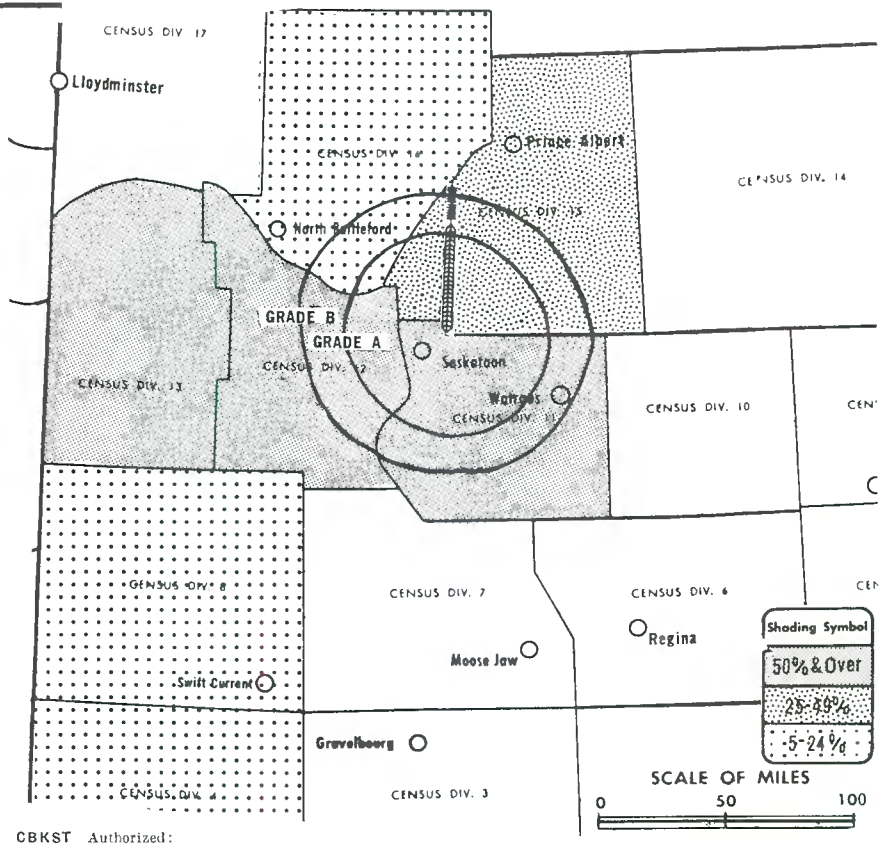 CENSUS DIV 17
Lloydminster
CENSUS DIV 16
Prince Albert
CENSUS DIV. 14
CENSUS DIV. 15
North Battleford
GRADE B
GRADE A
CENSUS DIV. 12
Saskatoon
CENSUS DIV. 13
Watrous
CENSUS DIV. 11
CENSUS DIV. 10
CEN
CENSUS DIV. 8
CENSUS DIV. 7
CENSUS DIV. 6
CEN
Shading Symbol
50% & Over
25-49%
5-24%
Regina
Moose Jaw
Swift Current
Gravelbourg
CENSUS DIV. 4
CENSUS DIV. 3
SCALE OF MILES
0 50 100
CBKST Authorized: